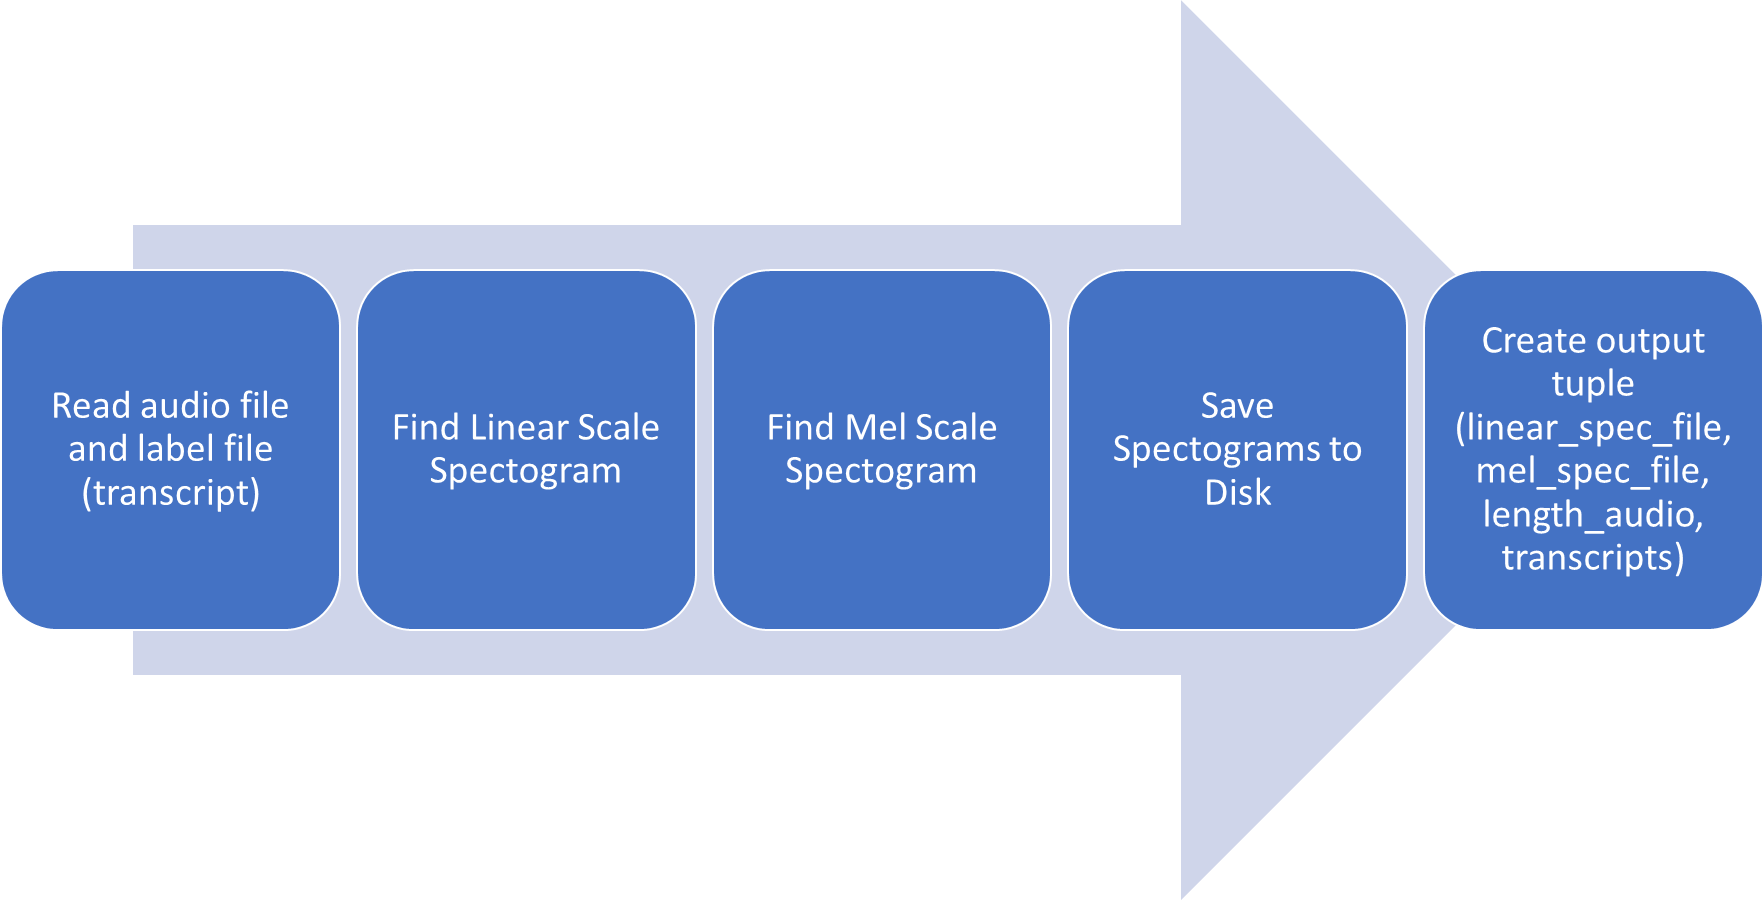 Read audio file
and label file
(transcript)
Find Linear Scale
Spectogram
Find Mel Scale
Spectogram
Save
Spectograms to
Disk
Create output
tuple
(linear_spec_file,
mel_spec_file,
length_audio,
transcripts)